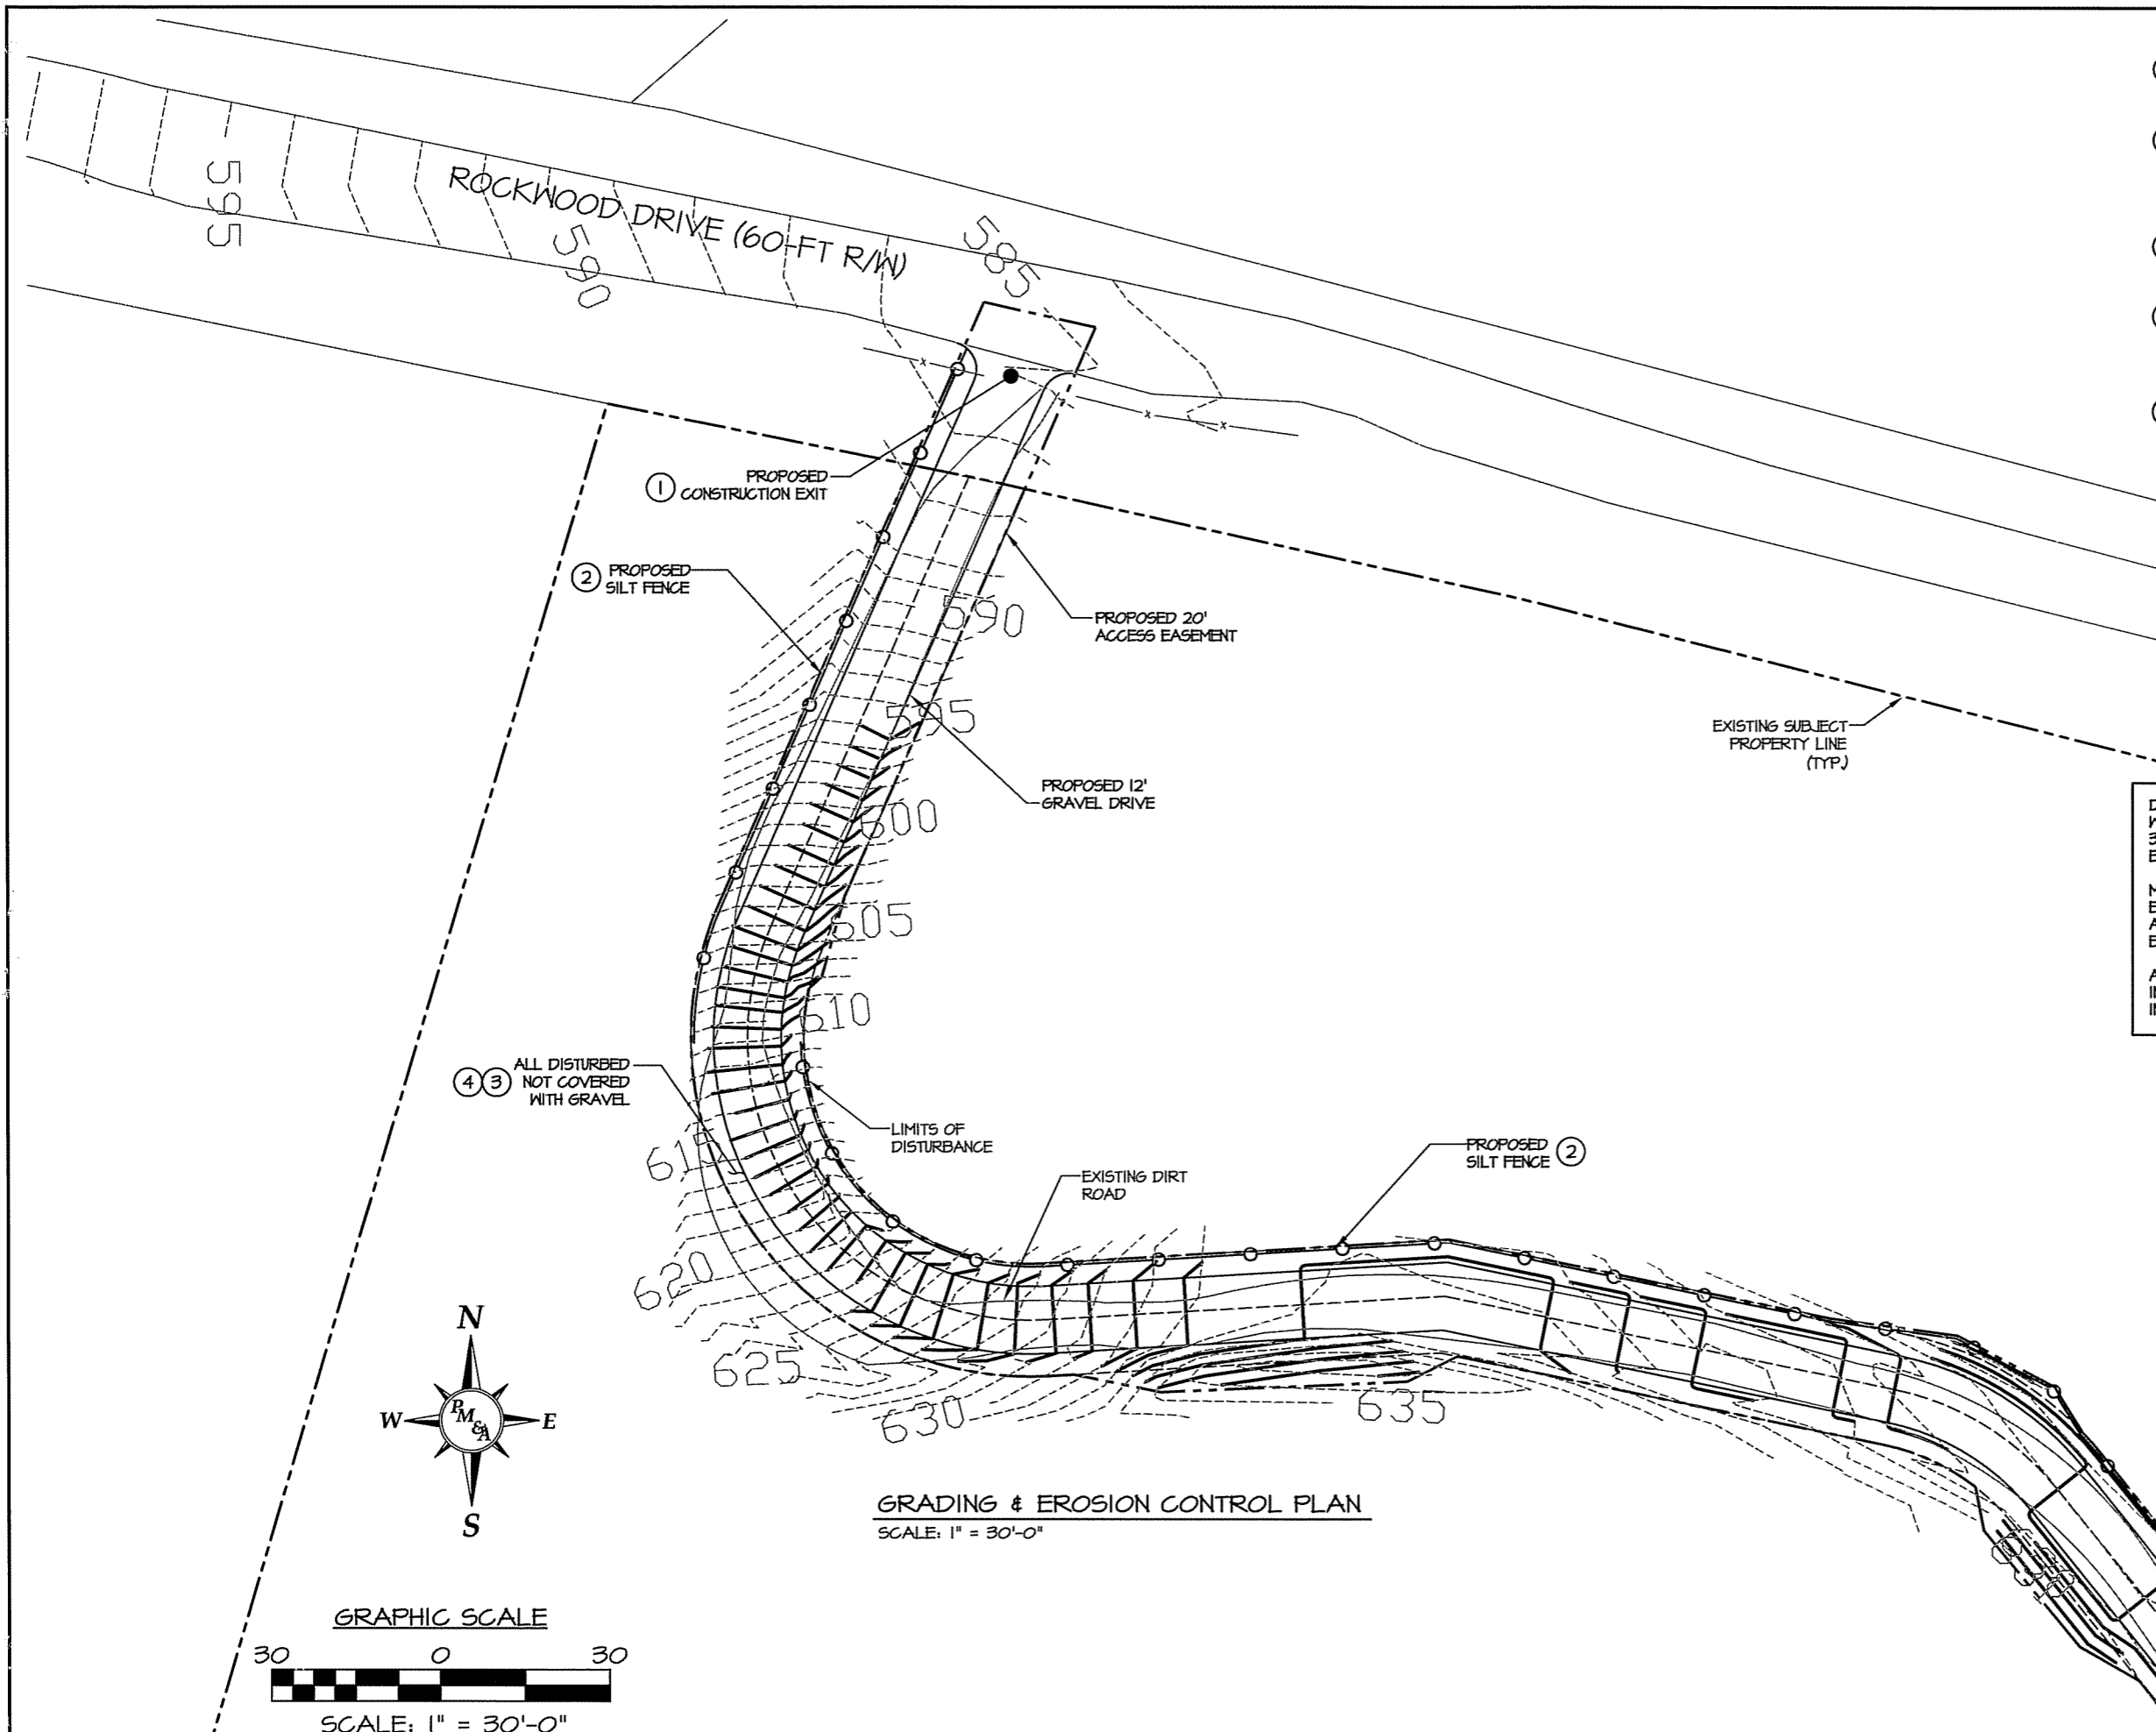 595
ROCKWOOD DRIVE (60-FT R/W)
590
585
① PROPOSED
CONSTRUCTION EXIT
② PROPOSED
SILT FENCE
590
PROPOSED 20'
ACCESS EASEMENT
595
EXISTING SUBJECT
PROPERTY LINE
(TYP.)
PROPOSED 12'
GRAVEL DRIVE
600
605
610
④③ ALL DISTURBED
NOT COVERED
WITH GRAVEL
LIMITS OF
DISTURBANCE
615
PROPOSED ②
SILT FENCE
EXISTING DIRT
ROAD
620
625
630
635
N
W
PM&A
E
S
GRADING & EROSION CONTROL PLAN
SCALE: 1" = 30'-0"
GRAPHIC SCALE
30 0 30
SCALE: 1" = 30'-0"